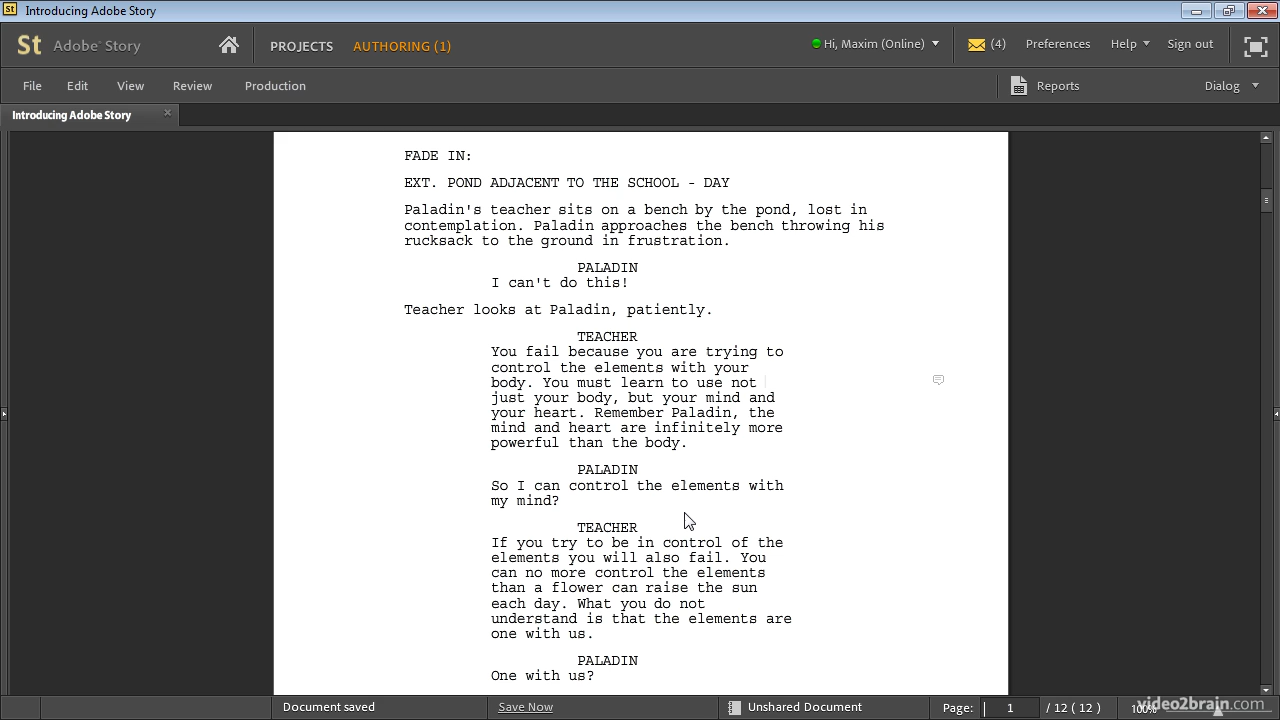 St Introducing Adobe Story
St Adobe Story PROJECTS AUTHORING (1) Hi, Maxim (Online) (4) Preferences Help Sign out
File Edit View Review Production Reports Dialog
Introducing Adobe Story ×
FADE IN:
EXT. POND ADJACENT TO THE SCHOOL - DAY
Paladin's teacher sits on a bench by the pond, lost in
contemplation. Paladin approaches the bench throwing his
rucksack to the ground in frustration.
PALADIN
I can't do this!
Teacher looks at Paladin, patiently.
TEACHER
You fail because you are trying to
control the elements with your
body. You must learn to use not
just your body, but your mind and
your heart. Remember Paladin, the
mind and heart are infinitely more
powerful than the body.
PALADIN
So I can control the elements with
my mind?
TEACHER
If you try to be in control of the
elements you will also fail. You
can no more control the elements
than a flower can raise the sun
each day. What you do not
understand is that the elements are
one with us.
PALADIN
One with us?
Document saved Save Now Unshared Document Page: 1 / 12 ( 12 ) 100%
video2brain.com